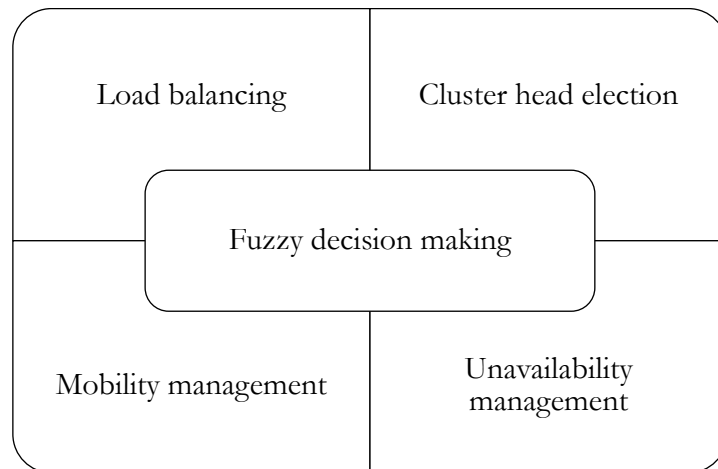 Load balancing
Cluster head election
Fuzzy decision making
Mobility management
Unavailability
management